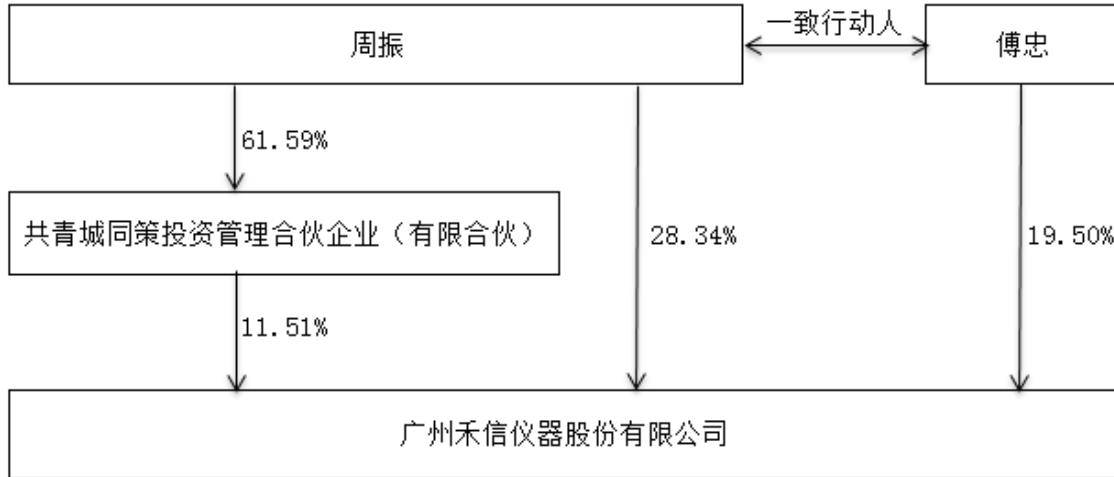 周振
一致行动人
傅忠
61.59%
共青城同策投资管理合伙企业（有限合伙）
28.34%
19.50%
11.51%
广州禾信仪器股份有限公司